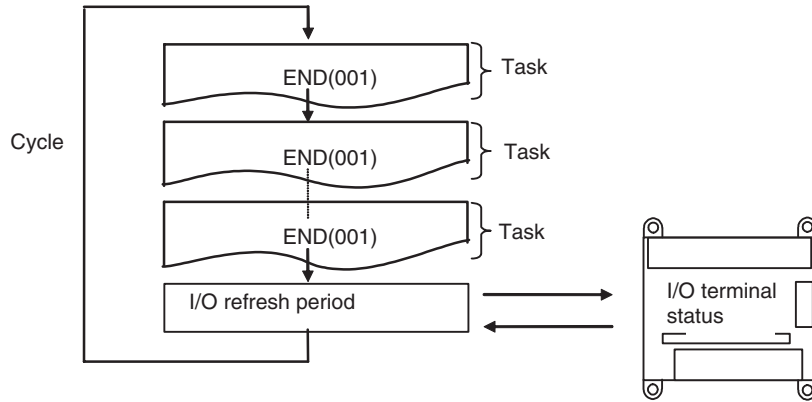 END(001)
Task
Cycle
END(001)
Task
END(001)
Task
I/O refresh period
I/O terminal
status